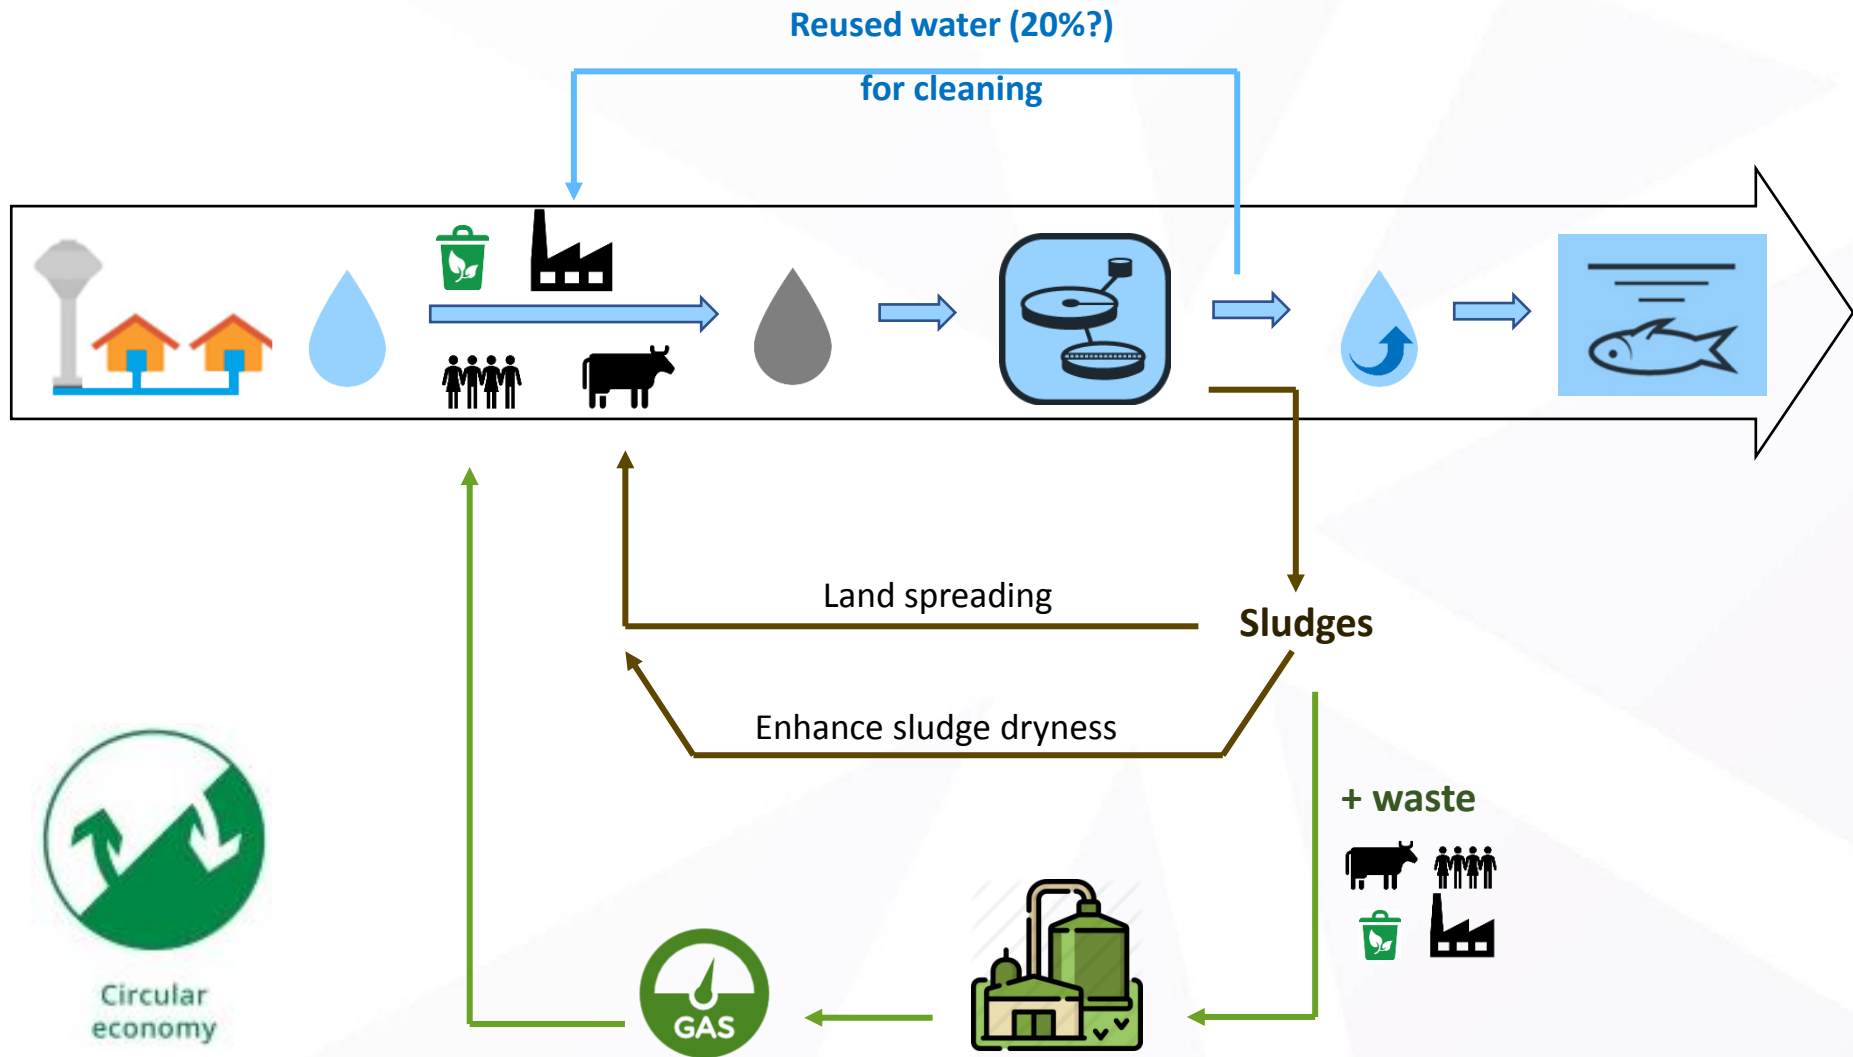 Reused water (20%?)
for cleaning
Land spreading
Sludges
Enhance sludge dryness
+ waste
GAS
Circular
economy